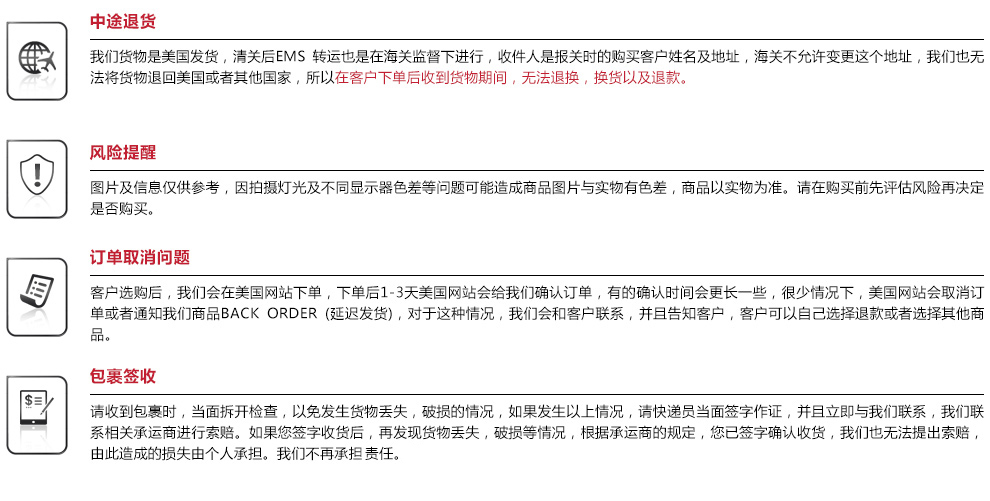 中途退货
我们货物是美国发货，清关后EMS 转运也是在海关监督下进行，收件人是报关时的购买客户姓名及地址，海关不允许变更这个地址，我们也无
法将货物退回美国或者其他国家，所以在客户下单后收到货物期间，无法退换，换货以及退款。
风险提醒
图片及信息仅供参考，因拍摄灯光及不同显示器色差等问题可能造成商品图片与实物有色差，商品以实物为准。请在购买前先评估风险再决定
是否购买。
订单取消问题
客户选购后，我们会在美国网站下单，下单后1-3天美国网站会给我们确认订单，有的确认时间会更长一些，很少情况下，美国网站会取消订
单或者通知我们商品BACK ORDER (延迟发货)，对于这种情况，我们会和客户联系，并且告知客户，客户可以自己选择退款或者选择其他商
品。
包裹签收
请收到包裹时，当面拆开检查，以免发生货物丢失，破损的情况，如果发生以上情况，请快递员当面签字作证，并且立即与我们联系，我们联
系相关承运商进行索赔。如果您签字收货后，再发现货物丢失，破损等情况，根据承运商的规定，您已签字确认收货，我们也无法提出索赔，
由此造成的损失由个人承担。我们不再承担责任。